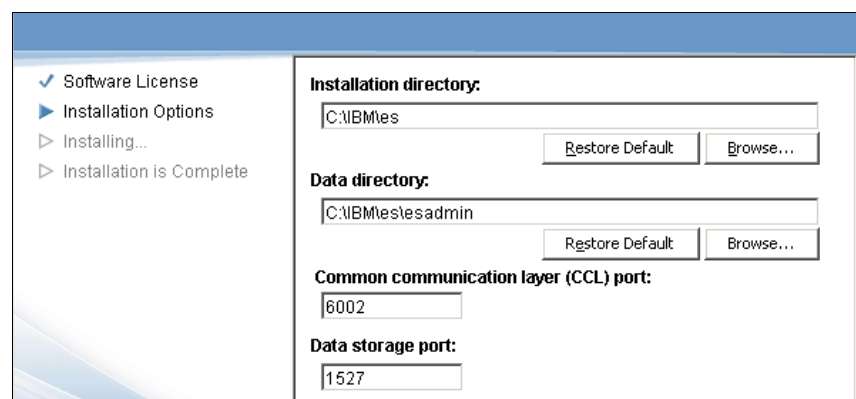 Software License
Installation Options
Installing...
Installation is Complete
Installation directory:
C:\IBM\es
Restore Default
Browse...
Data directory:
C:\IBM\es\esadmin
Restore Default
Browse...
Common communication layer (CCL) port:
6002
Data storage port:
1527